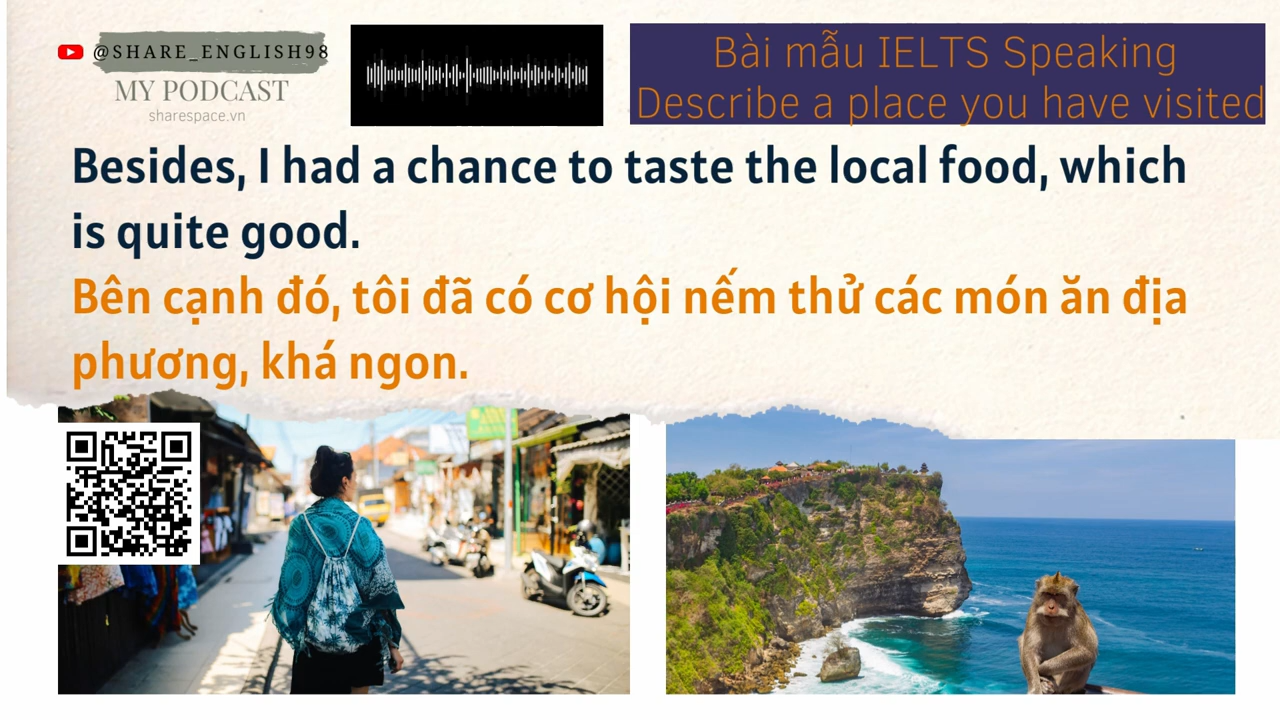 @SHARE_ENGLISH98
MY PODCAST
sharespace.vn
Bài mẫu IELTS Speaking
Describe a place you have visited
Besides, I had a chance to taste the local food, which
is quite good.
Bên cạnh đó, tôi đã có cơ hội nếm thử các món ăn địa
phương, khá ngon.